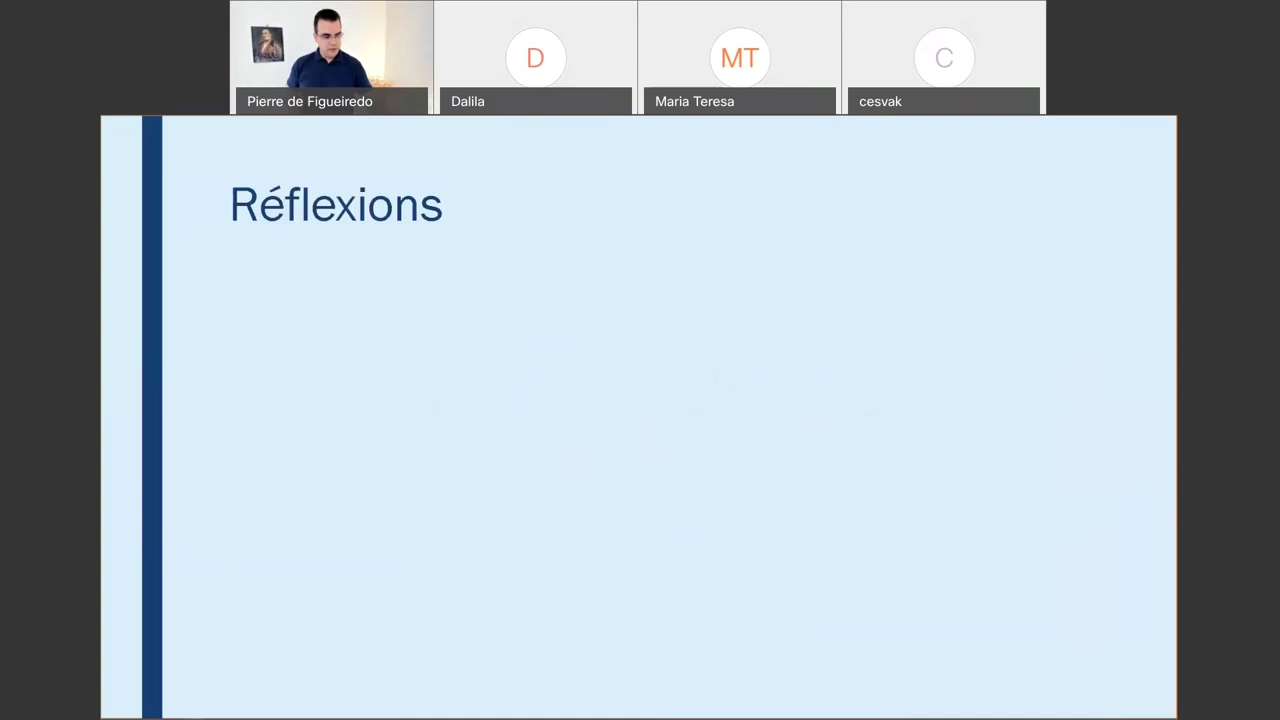 D
MT
C
Pierre de Figueiredo
Dalila
Maria Teresa
cesvak
Réflexions